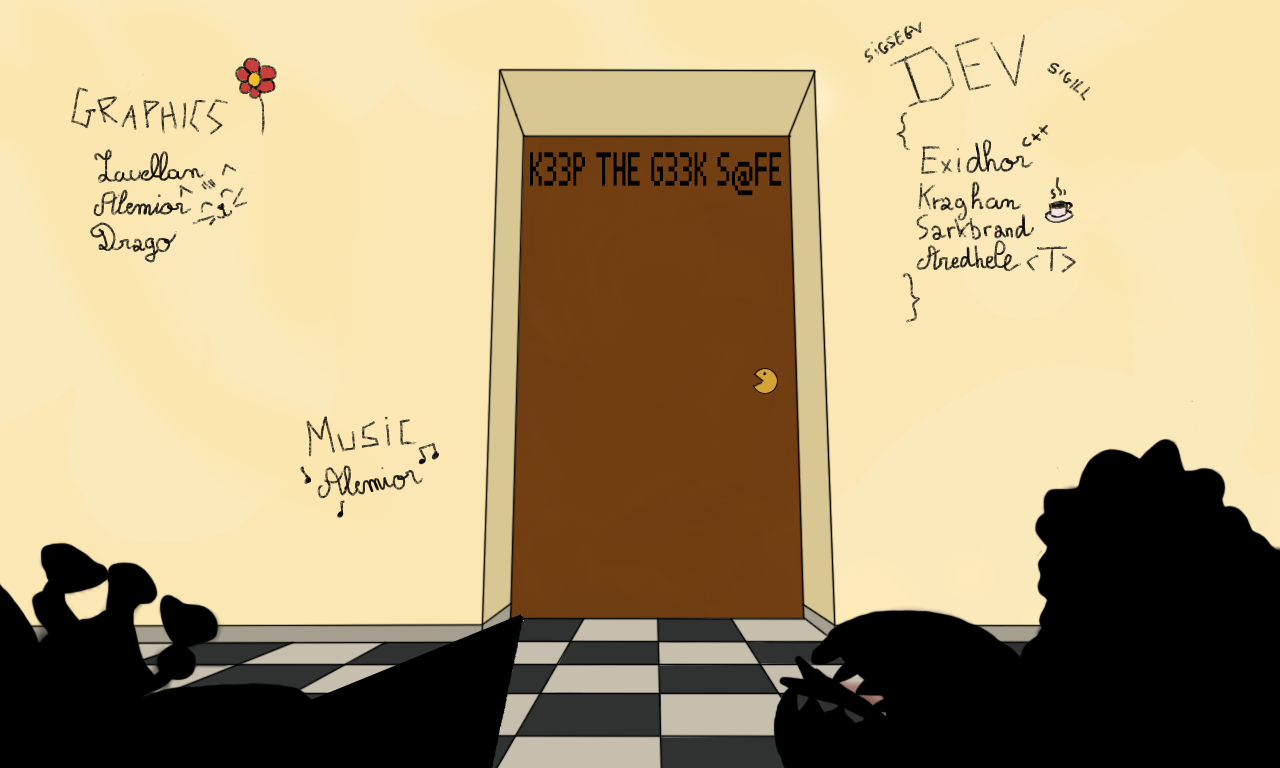 GRAPHICS
Lavellan
Alemior
Drago
MUSIC
Alemior
K33P THE G33K S@FE
SIGSEGV
DEV
SIGILL
{
Exidhor C++
Kraghan
Sarkbrand
Aredhele <T>
}